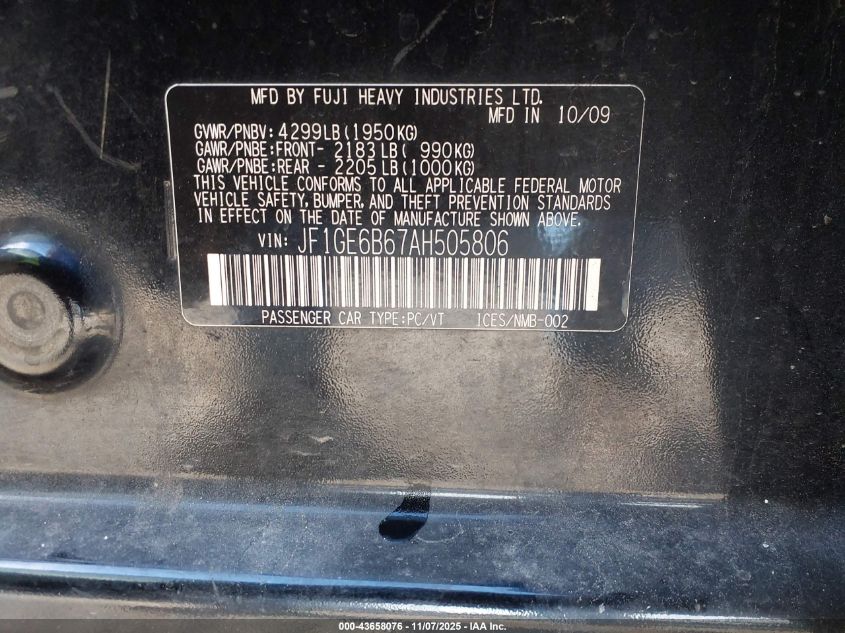 MFD BY FUJI HEAVY INDUSTRIES LTD.
MFD IN 10/09
GVWR/PNBV: 4299LB(1950KG)
GAWR/PNBE:FRONT- 2183LB( 990KG)
GAWR/PNBE:REAR - 2205LB(1000KG)
THIS VEHICLE CONFORMS TO ALL APPLICABLE FEDERAL MOTOR
VEHICLE SAFETY, BUMPER, AND THEFT PREVENTION STANDARDS
IN EFFECT ON THE DATE OF MANUFACTURE SHOWN ABOVE.
VIN: JF1GE6B67AH505806
PASSENGER CAR TYPE:PC/VT ICES/NMB-002
000-43658076 - 11/07/2025 - IAA Inc.